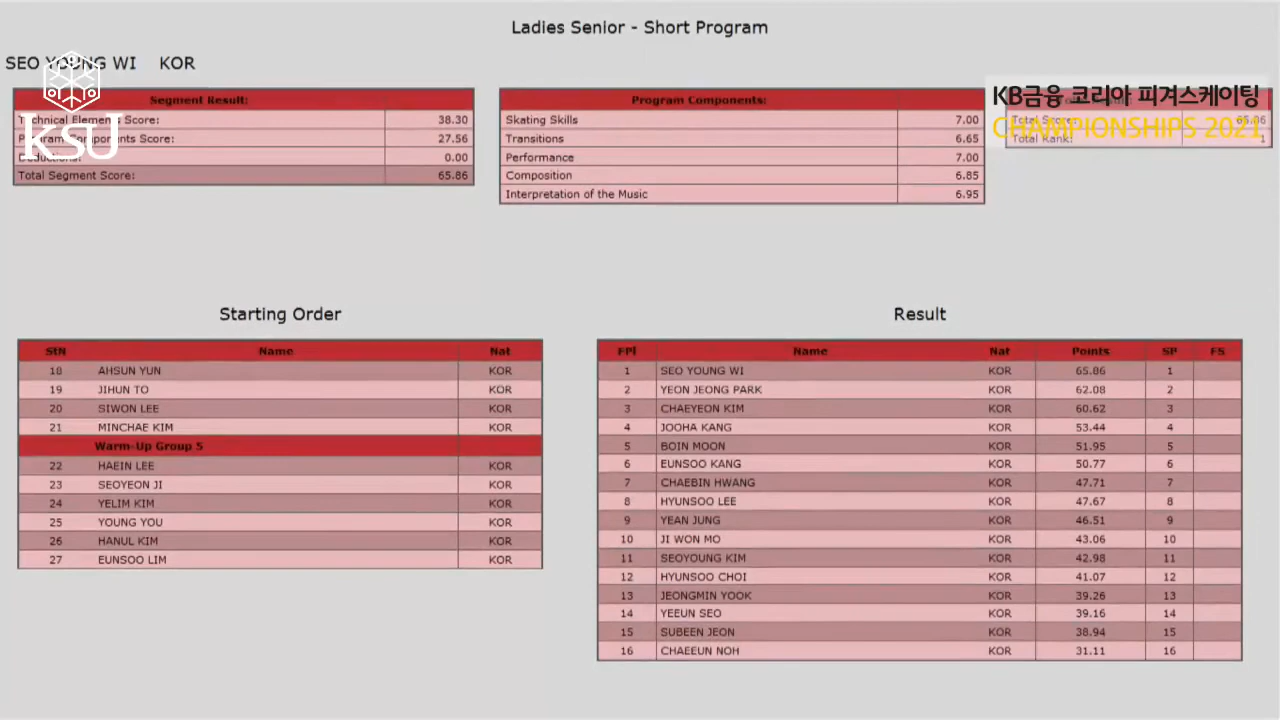 Ladies Senior - Short Program
SEO YOUNG WI KOR
KSU
KB금융 코리아 피겨스케이팅
CHAMPIONSHIPS 2021
Segment Result:
Technical Elements Score: 38.30
Program Components Score: 27.56
Deductions: 0.00
Total Segment Score: 65.86
Program Components:
Skating Skills 7.00
Transitions 6.65
Performance 7.00
Composition 6.85
Interpretation of the Music 6.95
Total Score: 65.86
Total Rank: 1
Starting Order
StN Name Nat
18 AHSUN YUN KOR
19 JIHUN TO KOR
20 SIWON LEE KOR
21 MINCHAE KIM KOR
Warm-Up Group 5
22 HAEIN LEE KOR
23 SEOYEON JI KOR
24 YELIM KIM KOR
25 YOUNG YOU KOR
26 HANUL KIM KOR
27 EUNSOO LIM KOR
Result
FPl Name Nat Points SP FS
1 SEO YOUNG WI KOR 65.86 1
2 YEON JEONG PARK KOR 62.08 2
3 CHAEYEON KIM KOR 60.62 3
4 JOOHA KANG KOR 53.44 4
5 BOIN MOON KOR 51.95 5
6 EUNSOO KANG KOR 50.77 6
7 CHAEBIN HWANG KOR 47.71 7
8 HYUNSOO LEE KOR 47.67 8
9 YEAN JUNG KOR 46.51 9
10 JI WON MO KOR 43.06 10
11 SEOYOUNG KIM KOR 42.98 11
12 HYUNSOO CHOI KOR 41.07 12
13 JEONGMIN YOOK KOR 39.26 13
14 YEEUN SEO KOR 39.16 14
15 SUBEEN JEON KOR 38.94 15
16 CHAEEUN NOH KOR 31.11 16